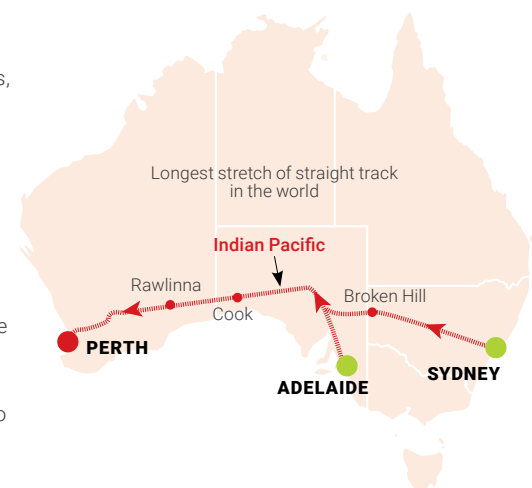 s,
Longest stretch of straight track
in the world
Indian Pacific
Rawlinna
Broken Hill
Cook
e
PERTH
SYDNEY
ADELAIDE
o